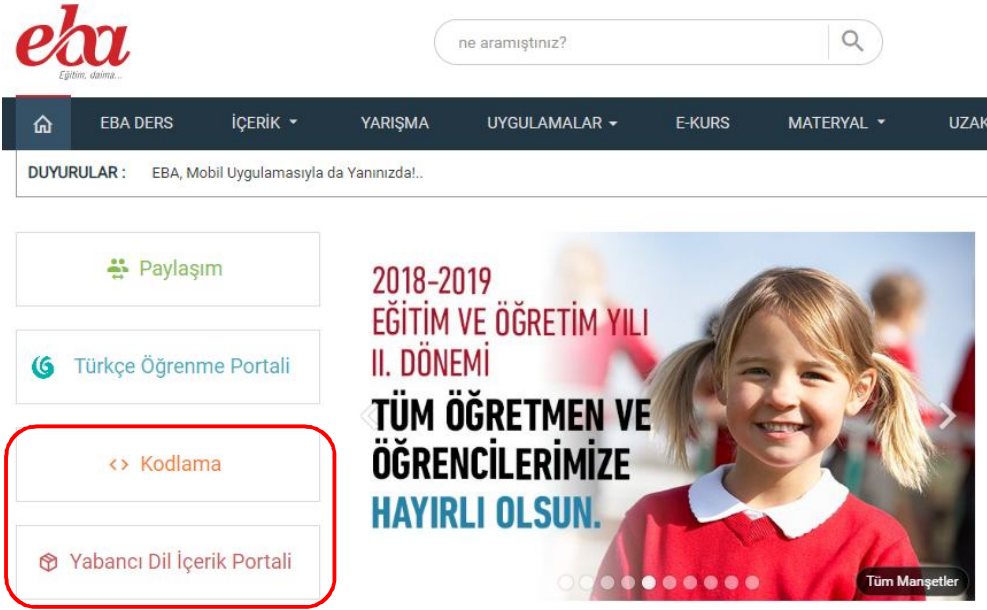 eba
Eğitim, daima...
ne aramıştınız?
EBA DERS
İÇERİK
YARIŞMA
UYGULAMALAR
E-KURS
MATERYAL
UZAK
DUYURULAR :
EBA, Mobil Uygulamasıyla da Yanınızda!..
Paylaşım
Türkçe Öğrenme Portali
<> Kodlama
Yabancı Dil İçerik Portali
2018-2019
EĞİTİM VE ÖĞRETİM YILI
II. DÖNEMİ
TÜM ÖĞRETMEN VE
ÖĞRENCİLERİMİZE
HAYIRLI OLSUN.
Tüm Manşetler